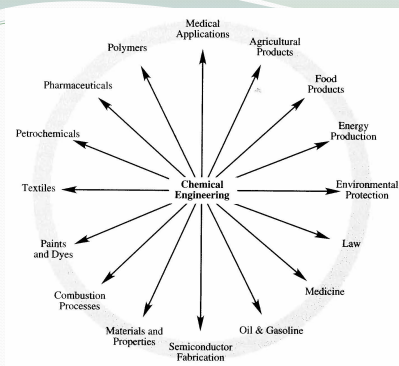 Medical
Applications
Agricultural
Products
Food
Products
Energy
Production
Environmental
Protection
Law
Medicine
Oil & Gasoline
Semiconductor
Fabrication
Materials and
Properties
Combustion
Processes
Paints
and Dyes
Textiles
Petrochemicals
Pharmaceuticals
Polymers
Chemical
Engineering